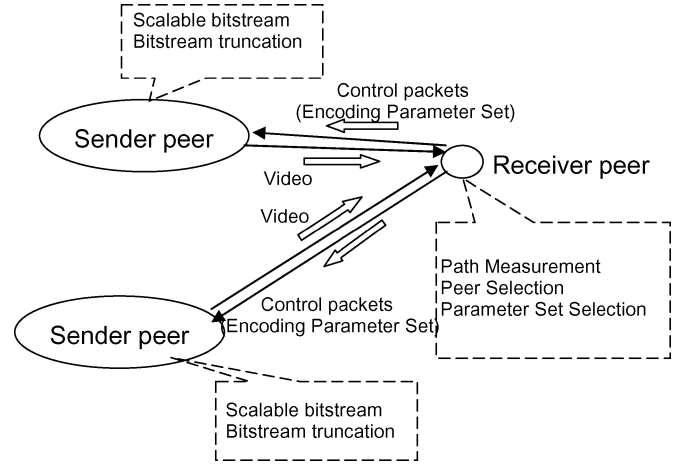 Scalable bitstream
Bitstream truncation
Control packets
(Encoding Parameter Set)
Sender peer
Receiver peer
Video
Video
Path Measurement
Peer Selection
Parameter Set Selection
Control packets
(Encoding Parameter Set)
Sender peer
Scalable bitstream
Bitstream truncation